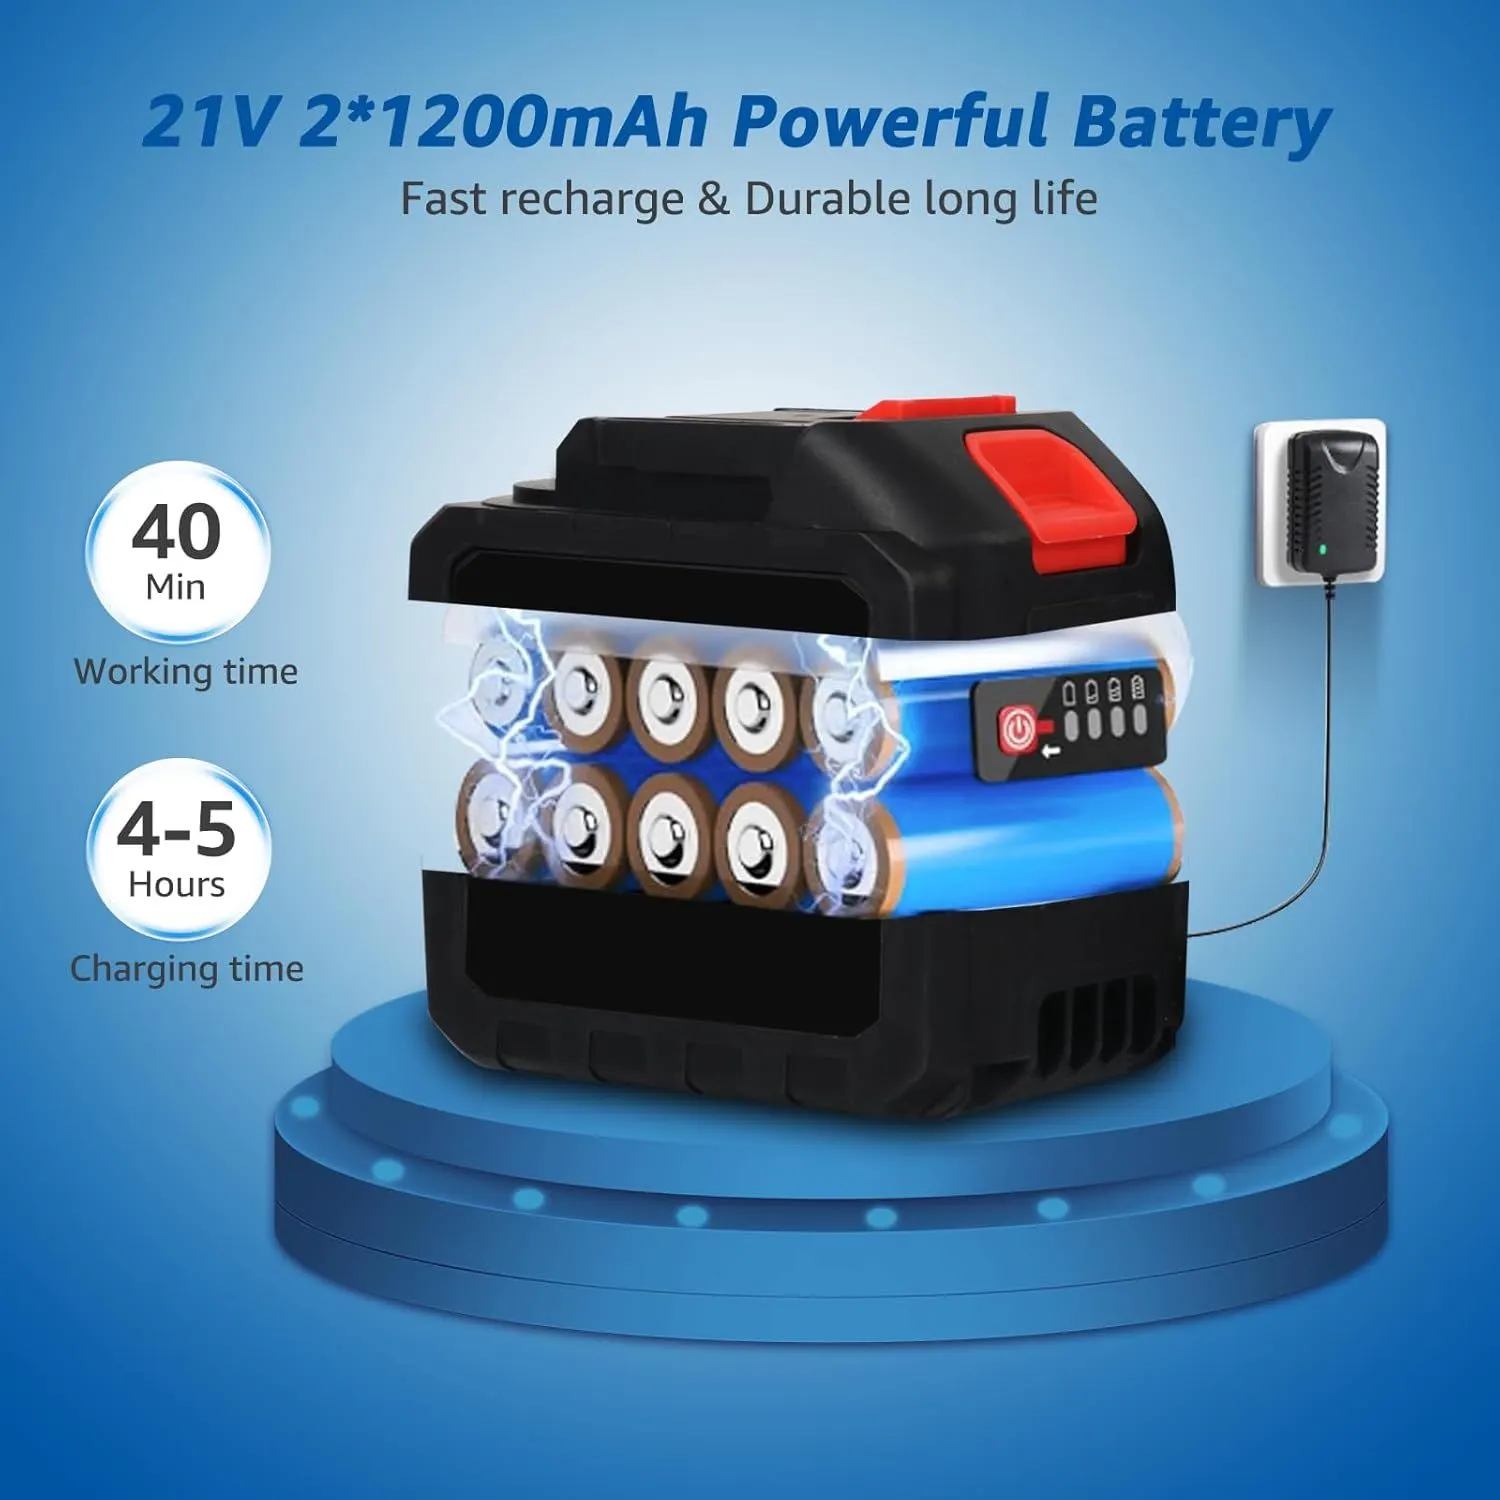 21V 2*1200mAh Powerful Battery
Fast recharge & Durable long life
40
Min
Working time
4-5
Hours
Charging time